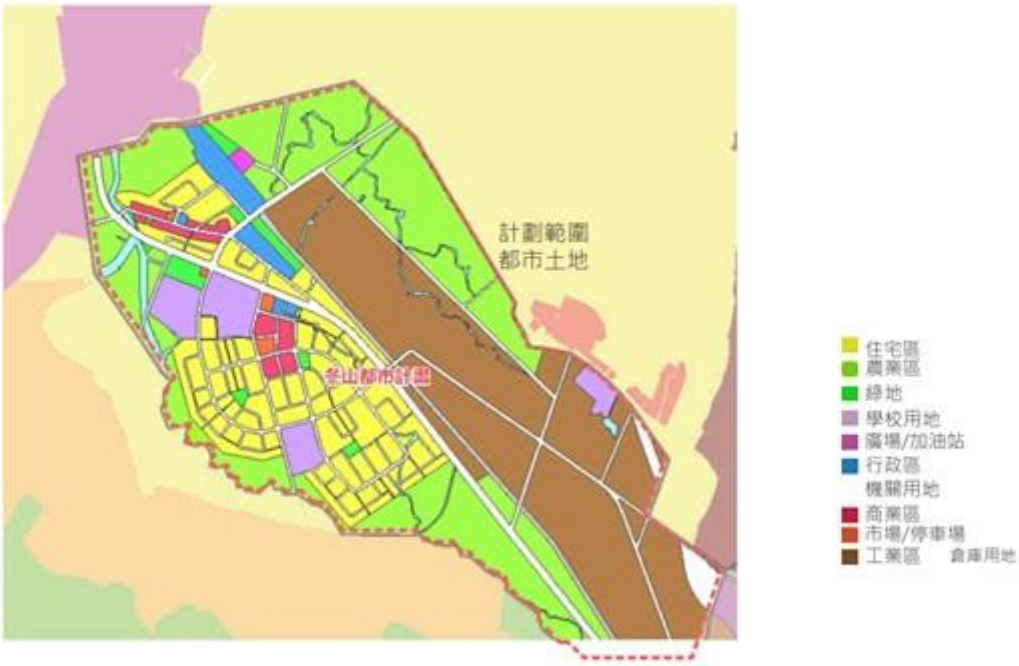 計劃範圍
都市土地
冬山都市計畫
住宅區
農業區
綠地
學校用地
廣場/加油站
行政區
機關用地
商業區
市場/停車場
工業區 倉庫用地